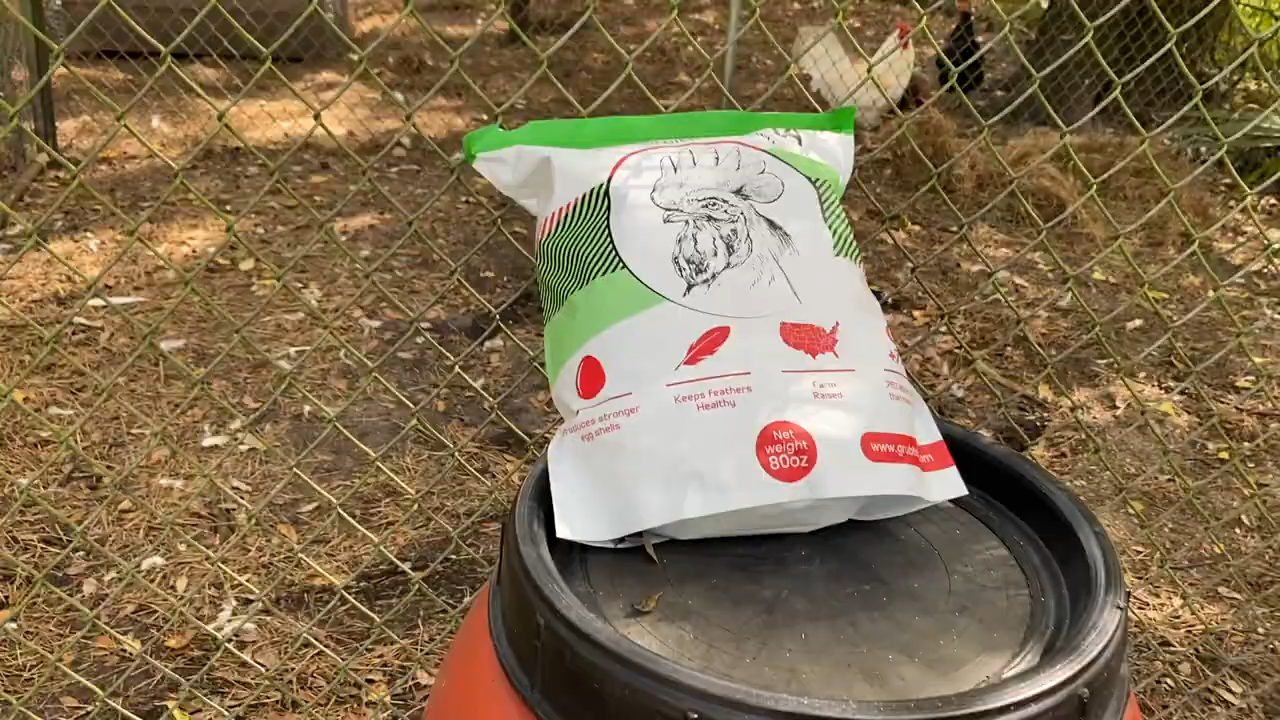 Produces stronger
egg shells
Keeps feathers
Healthy
Farm
Raised
Net
weight
80oz